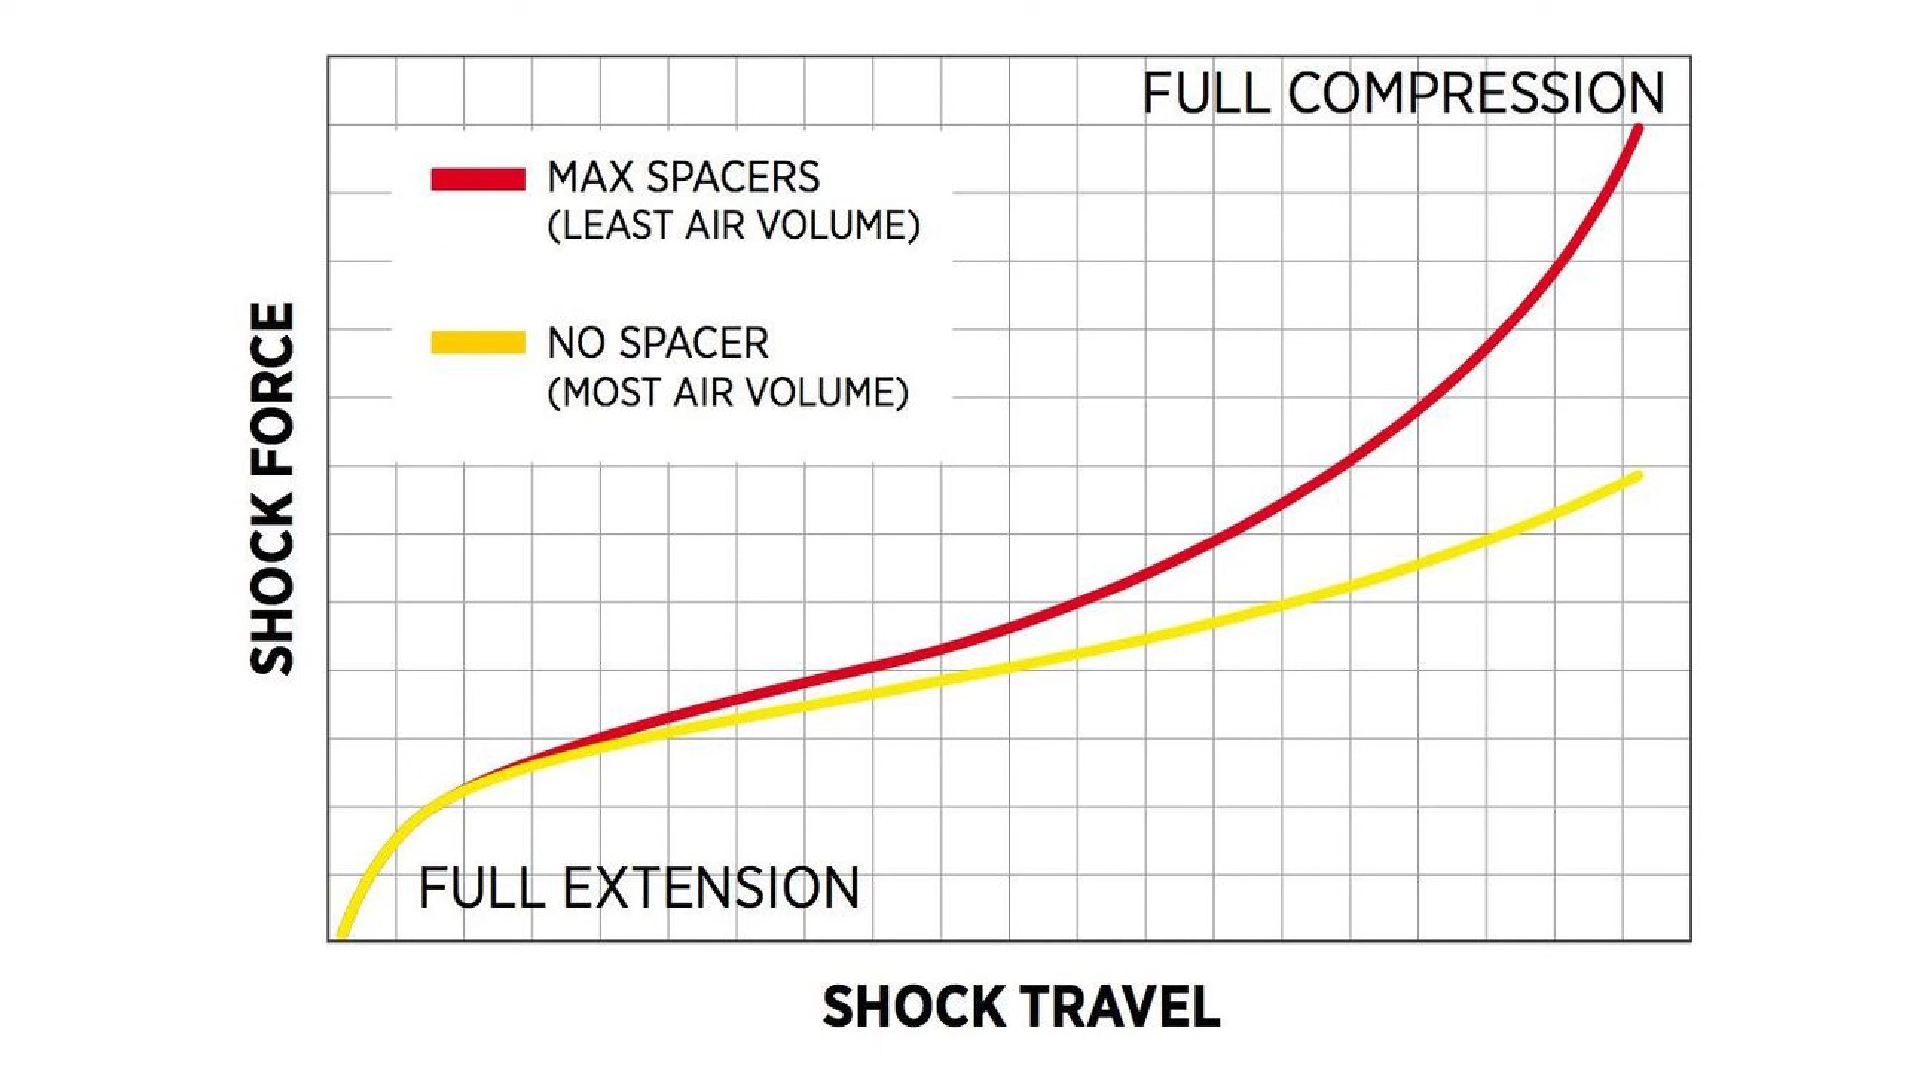 FULL COMPRESSION
MAX SPACERS
(LEAST AIR VOLUME)
NO SPACER
(MOST AIR VOLUME)
SHOCK FORCE
FULL EXTENSION
SHOCK TRAVEL